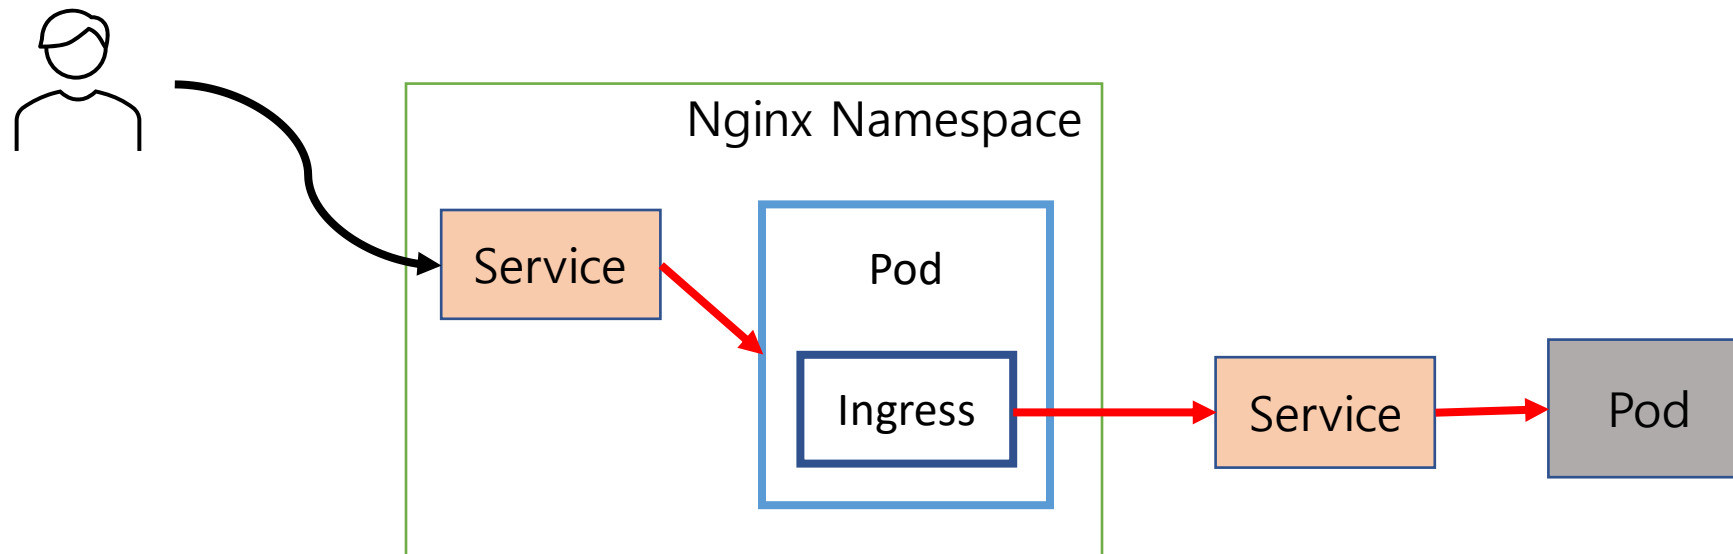 Nginx Namespace
Service
Pod
Ingress
Service
Pod